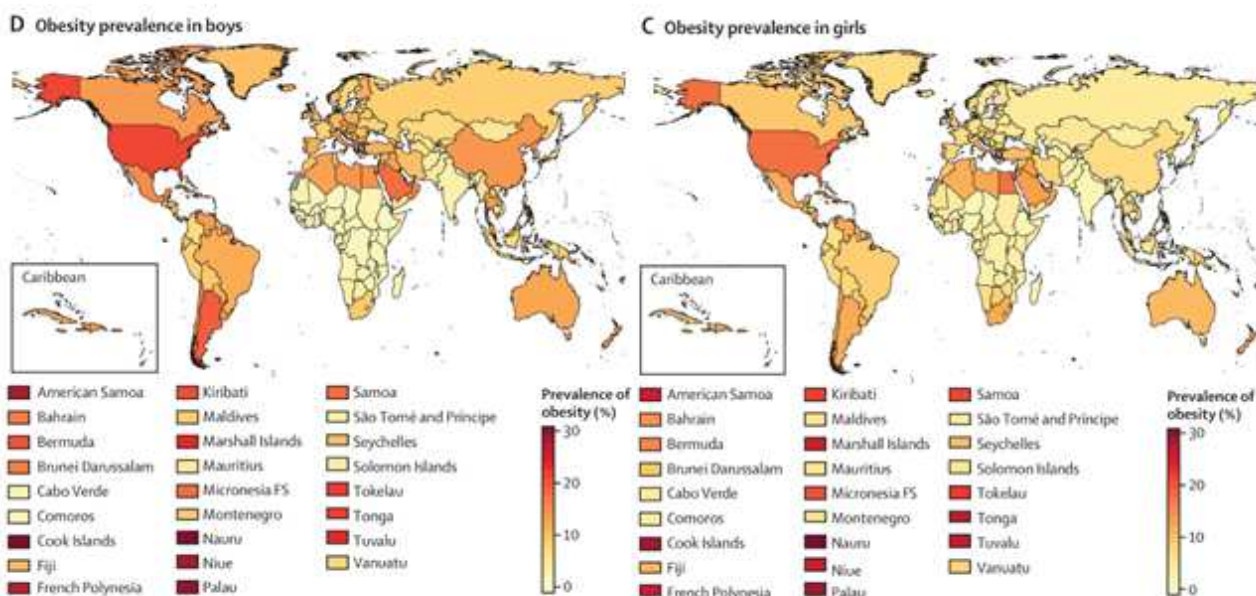 D Obesity prevalence in boys
Caribbean
American Samoa
Bahrain
Bermuda
Brunei Darussalam
Cabo Verde
Comoros
Cook Islands
Fiji
French Polynesia
Kiribati
Maldives
Marshall Islands
Mauritius
Micronesia FS
Montenegro
Nauru
Niue
Palau
Samoa
São Tomé and Príncipe
Seychelles
Solomon Islands
Tokelau
Tonga
Tuvalu
Vanuatu
Prevalence of
obesity (%)
30
20
10
0
C Obesity prevalence in girls
Caribbean
American Samoa
Bahrain
Bermuda
Brunei Darussalam
Cabo Verde
Comoros
Cook Islands
Fiji
French Polynesia
Kiribati
Maldives
Marshall Islands
Mauritius
Micronesia FS
Montenegro
Nauru
Niue
Palau
Samoa
São Tomé and Príncipe
Seychelles
Solomon Islands
Tokelau
Tonga
Tuvalu
Vanuatu
Prevalence of
obesity (%)
30
20
10
0